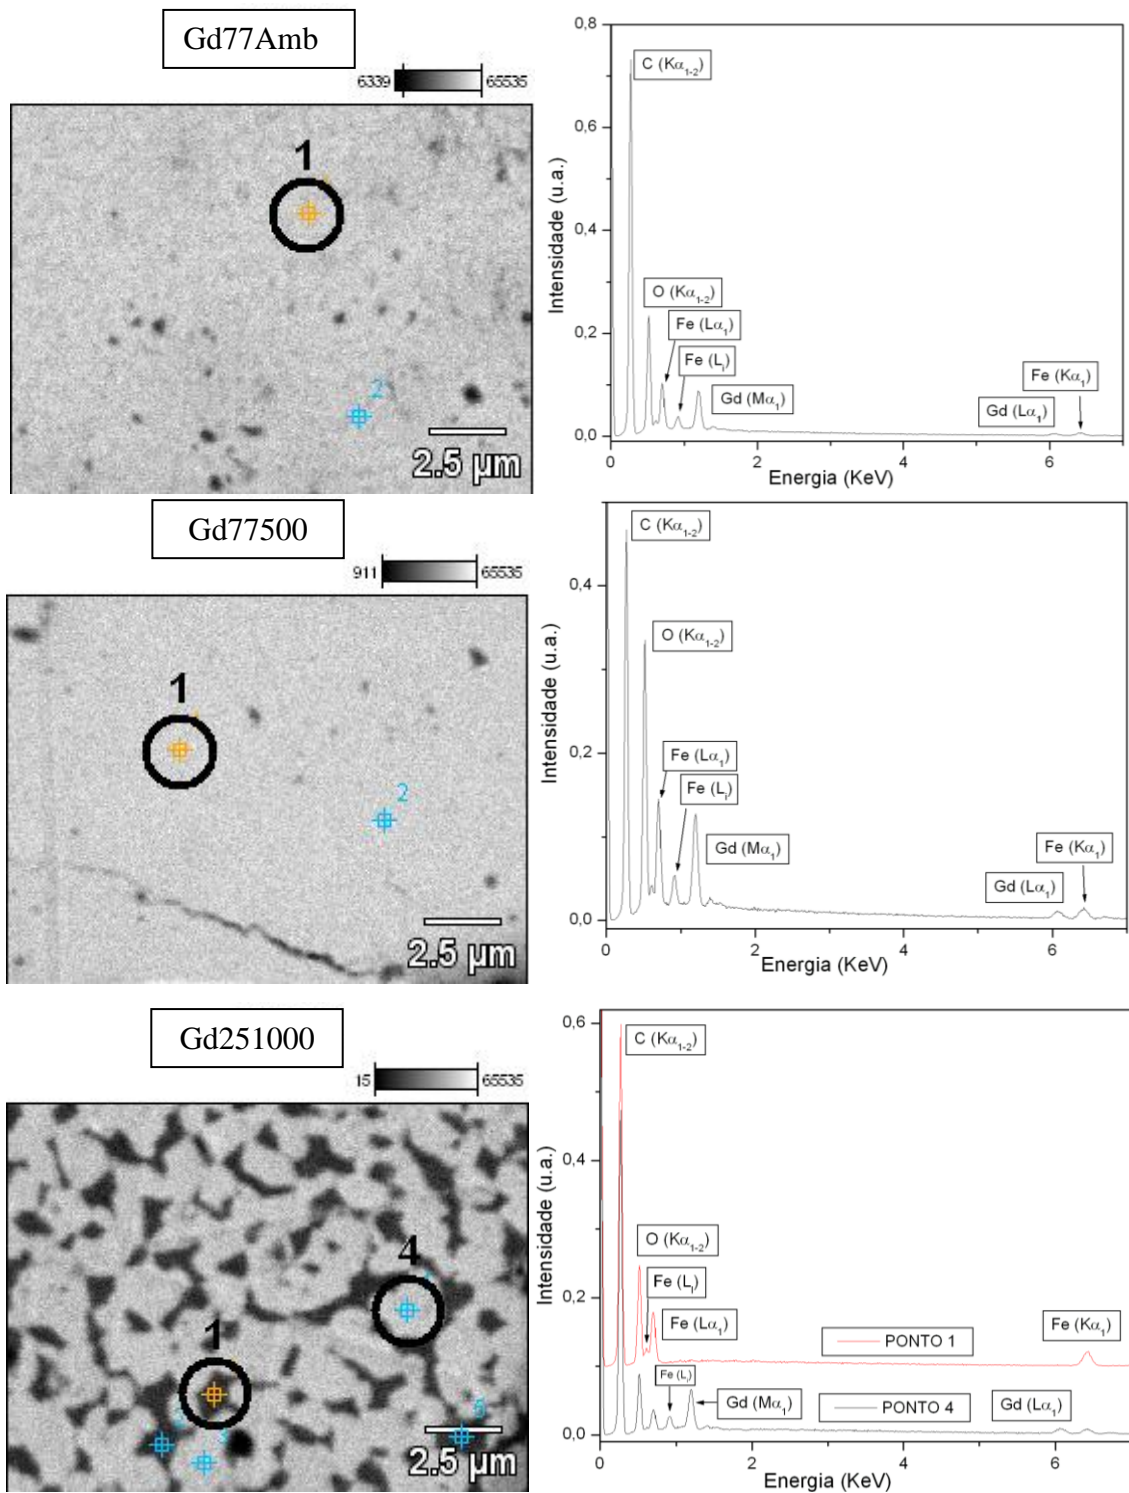 Gd77Amb
6339 65535
1
2
2.5 µm
0,8
0,6
0,4
0,2
0,0
Intensidade (u.a.)
C (Kα1-2)
O (Kα1-2)
Fe (Lα1)
Fe (Ll)
Gd (Mα1)
Gd (Lα1)
Fe (Kα1)
0 2 4 6
Energia (KeV)
Gd77500
911 65535
1
2
2.5 µm
0,4
0,2
0,0
Intensidade (u.a.)
C (Kα1-2)
O (Kα1-2)
Fe (Lα1)
Fe (Ll)
Gd (Mα1)
Gd (Lα1)
Fe (Kα1)
0 2 4 6
Energia (KeV)
Gd251000
15 65535
4
1
3
5
2.5 µm
0,6
0,4
0,2
0,0
Intensidade (u.a.)
C (Kα1-2)
O (Kα1-2)
Fe (Ll)
Fe (Lα1)
PONTO 1
Fe (Kα1)
Fe (Ll)
Gd (Mα1)
PONTO 4
Gd (Lα1)
0 2 4 6
Energia (KeV)